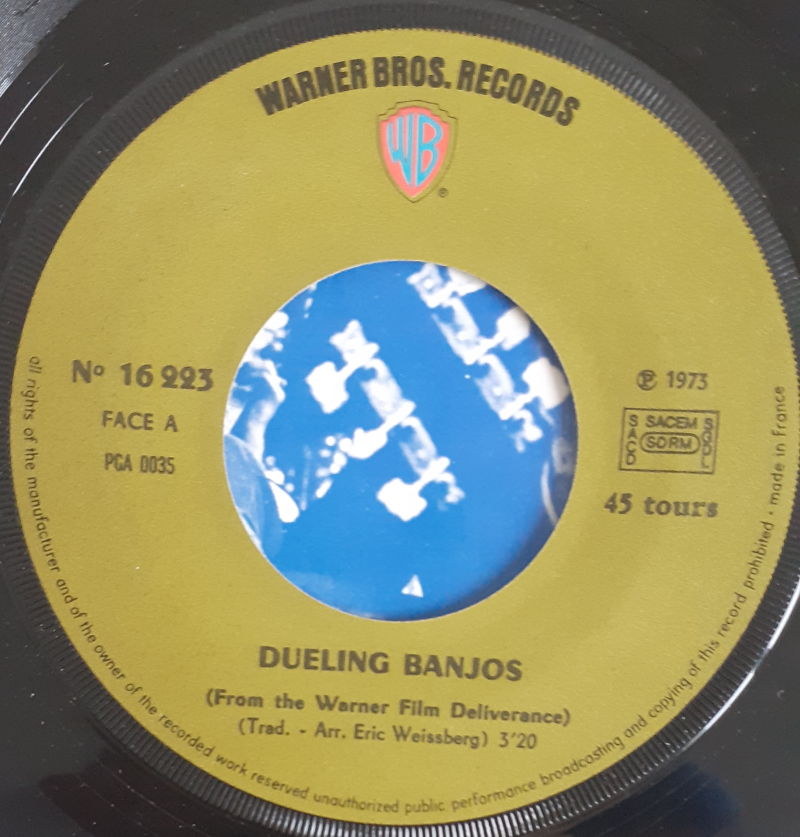 WARNER BROS. RECORDS
WB
®
Nº 16 223
FACE A
PGA 0035
℗ 1973
SACEM
SACD
SDRM
SGDL
45 tours
DUELING BANJOS
(From the Warner Film Deliverance)
(Trad. - Arr. Eric Weissberg) 3'20
all rights of the manufacturer and of the owner of the recorded work reserved unauthorized public performance broadcasting and copying of this record prohibited · made in France